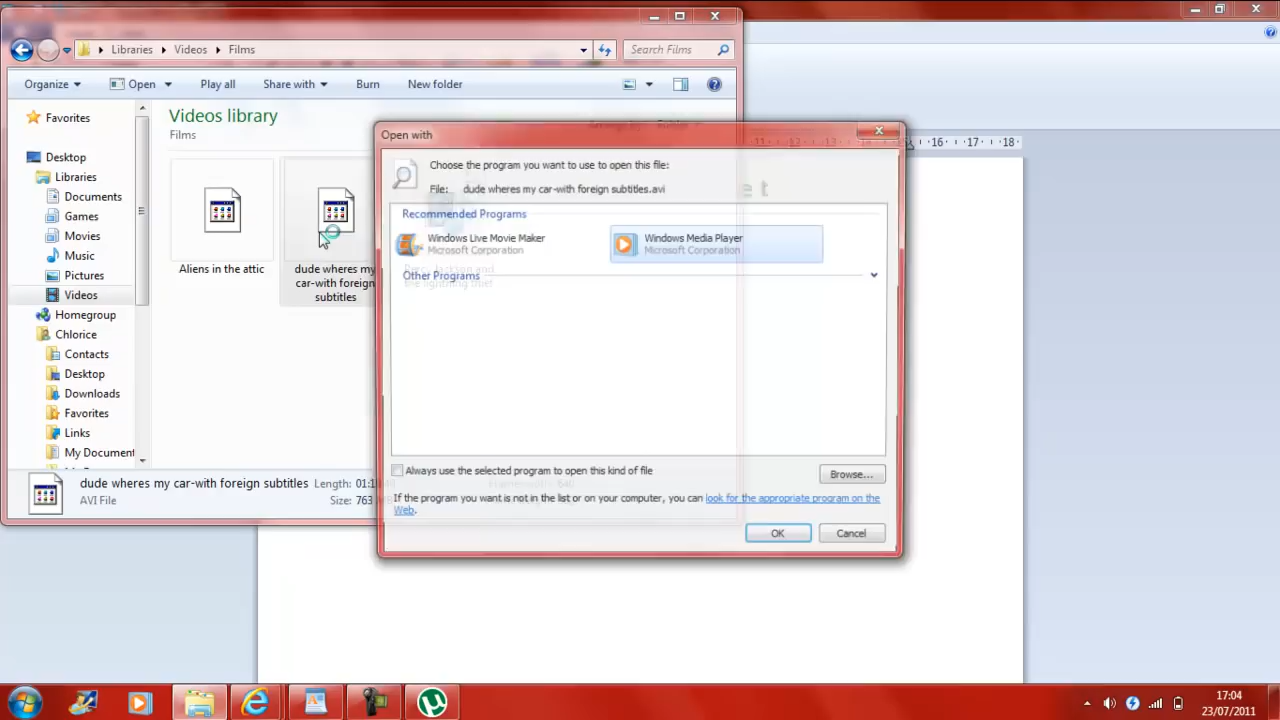 Libraries
Videos
Films
Search Films
Organize
Open
Play all
Share with
Burn
New folder
Favorites
Desktop
Libraries
Documents
Games
Movies
Music
Pictures
Videos
Homegroup
Chlorice
Contacts
Desktop
Downloads
Favorites
Links
My Document
Videos library
Films
Aliens in the attic
dude wheres my
car-with foreign
subtitles
Open with
Choose the program you want to use to open this file:
File: dude wheres my car-with foreign subtitles.avi
Recommended Programs
Windows Live Movie Maker
Microsoft Corporation
Windows Media Player
Microsoft Corporation
Other Programs
the lightning thief
Always use the selected program to open this kind of file
Browse...
If the program you want is not in the list or on your computer, you can look for the appropriate program on the
Web.
OK
Cancel
dude wheres my car-with foreign subtitles
Length: 01:1
AVI File
Size: 763
11 12 13 16 17 18
17:04
23/07/2011